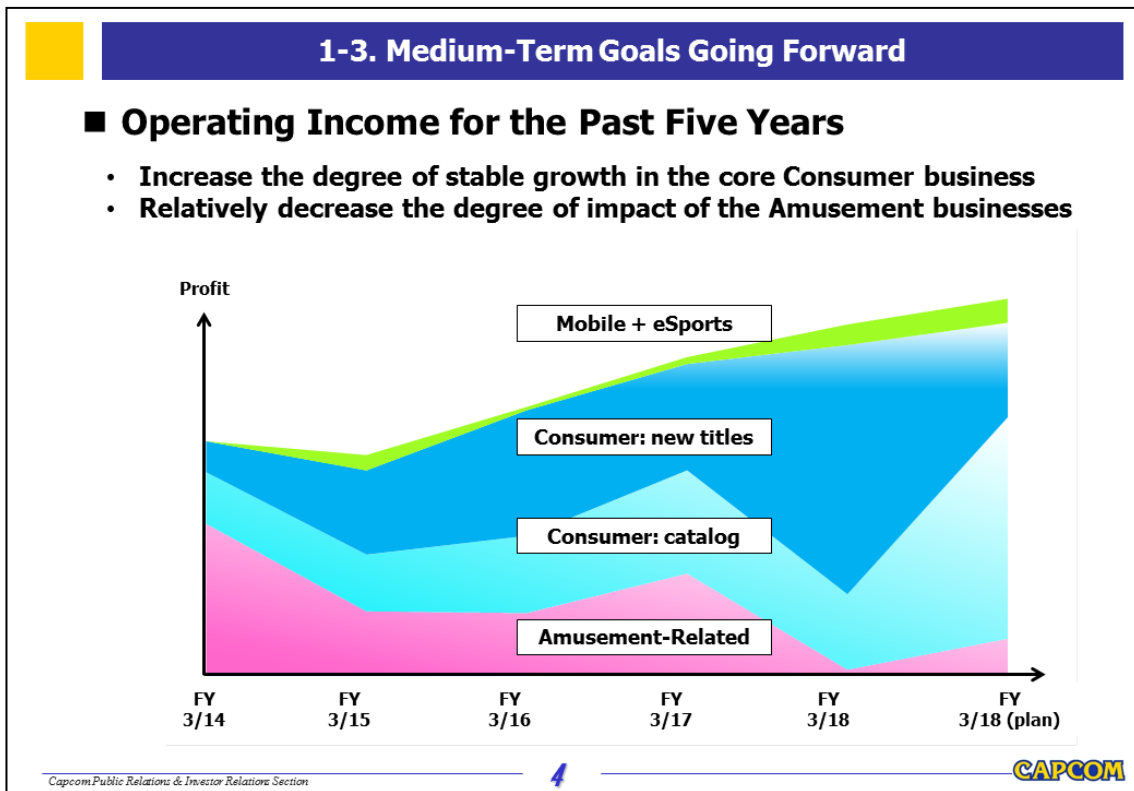 1-3. Medium-Term Goals Going Forward
■ Operating Income for the Past Five Years
• Increase the degree of stable growth in the core Consumer business
• Relatively decrease the degree of impact of the Amusement businesses
Profit
Mobile + eSports
Consumer: new titles
Consumer: catalog
Amusement-Related
FY FY FY FY FY FY
3/14 3/15 3/16 3/17 3/18 3/18 (plan)
Capcom Public Relations & Investor Relations Section 4 CAPCOM